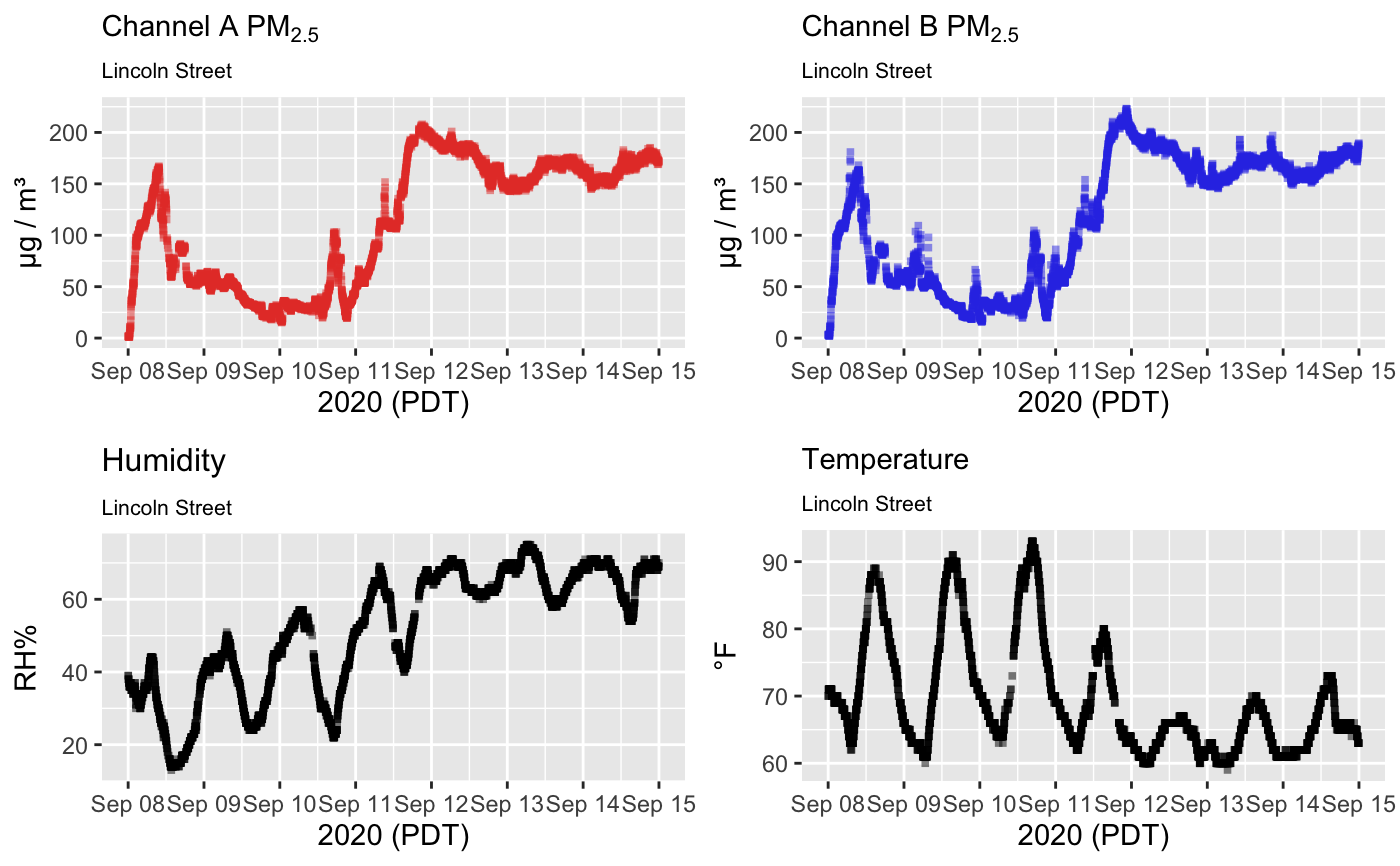 Channel A PM2.5
Lincoln Street
µg / m³
200
150
100
50
0
Sep 08 Sep 09 Sep 10 Sep 11 Sep 12 Sep 13 Sep 14 Sep 15
2020 (PDT)
Channel B PM2.5
Lincoln Street
µg / m³
200
150
100
50
0
Sep 08 Sep 09 Sep 10 Sep 11 Sep 12 Sep 13 Sep 14 Sep 15
2020 (PDT)
Humidity
Lincoln Street
RH%
60
40
20
Sep 08 Sep 09 Sep 10 Sep 11 Sep 12 Sep 13 Sep 14 Sep 15
2020 (PDT)
Temperature
Lincoln Street
°F
90
80
70
60
Sep 08 Sep 09 Sep 10 Sep 11 Sep 12 Sep 13 Sep 14 Sep 15
2020 (PDT)